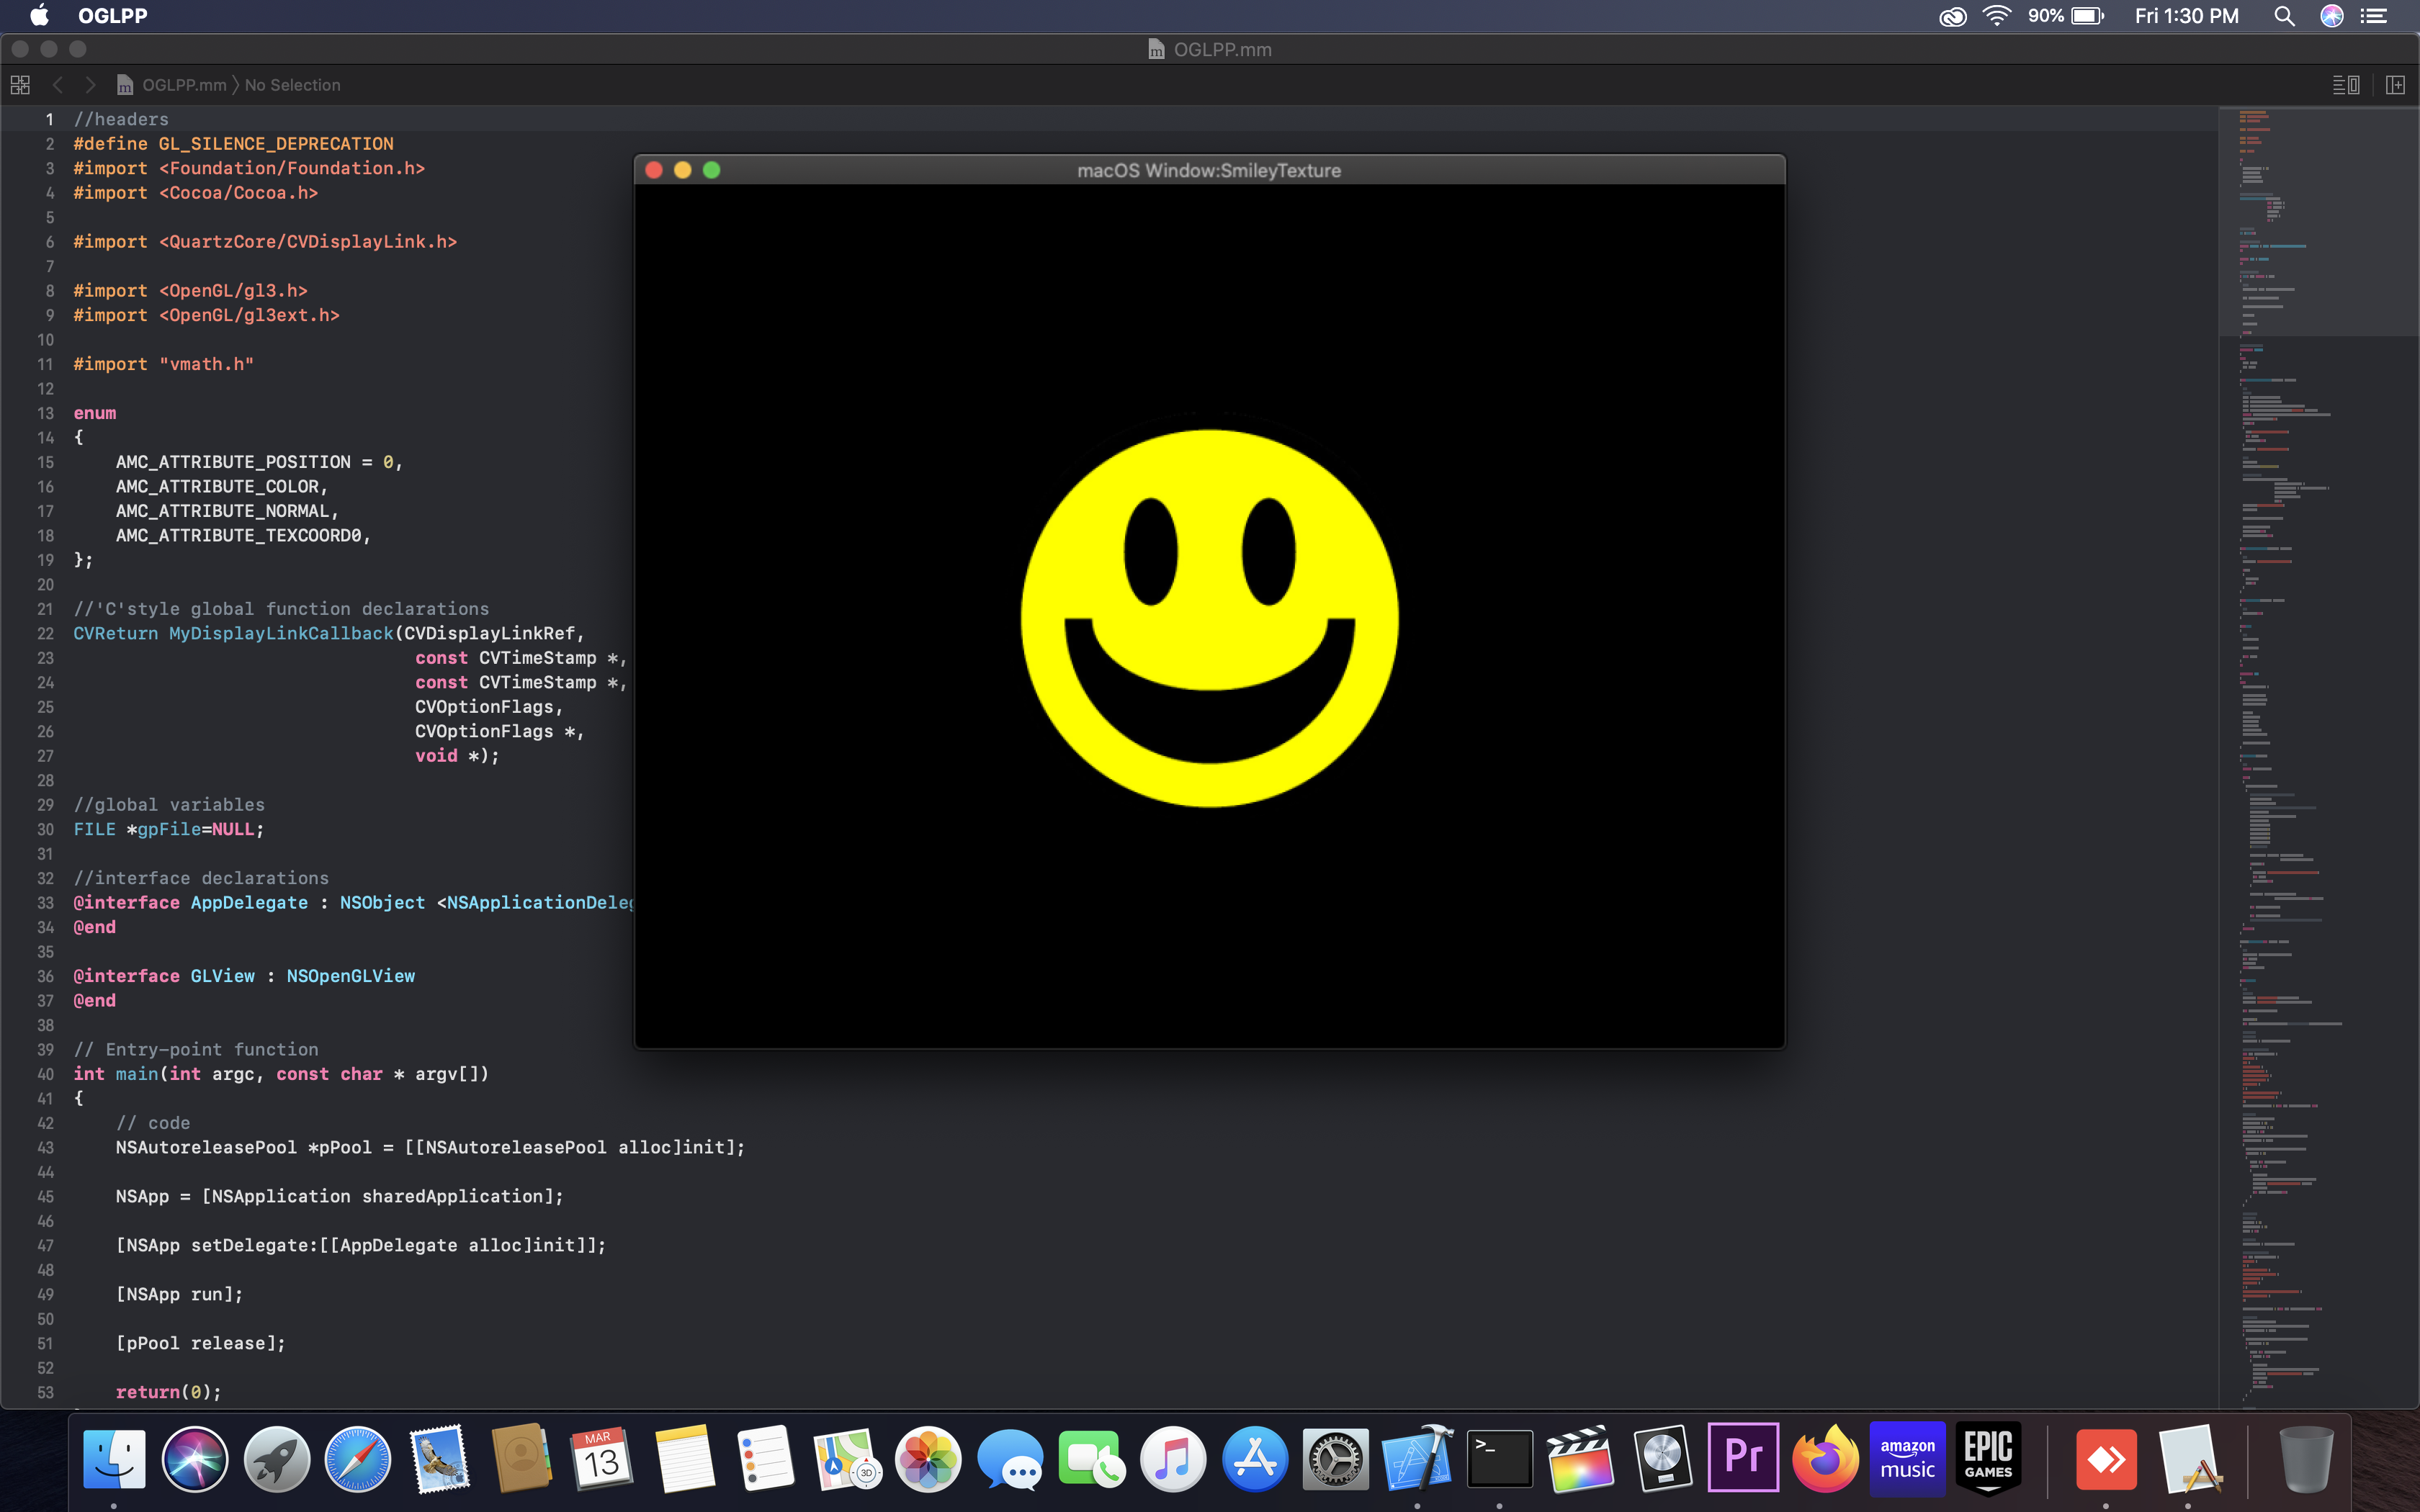 OGLPP
90%
Fri 1:30 PM
m OGLPP.mm
m OGLPP.mm 〉 No Selection
1 //headers
2 #define GL_SILENCE_DEPRECATION
3 #import <Foundation/Foundation.h>
4 #import <Cocoa/Cocoa.h>
5
6 #import <QuartzCore/CVDisplayLink.h>
7
8 #import <OpenGL/gl3.h>
9 #import <OpenGL/gl3ext.h>
10
11 #import "vmath.h"
12
13 enum
14 {
15     AMC_ATTRIBUTE_POSITION = 0,
16     AMC_ATTRIBUTE_COLOR,
17     AMC_ATTRIBUTE_NORMAL,
18     AMC_ATTRIBUTE_TEXCOORD0,
19 };
20
21 //'C'style global function declarations
22 CVReturn MyDisplayLinkCallback(CVDisplayLinkRef,
23                                 const CVTimeStamp *,
24                                 const CVTimeStamp *,
25                                 CVOptionFlags,
26                                 CVOptionFlags *,
27                                 void *);
28
29 //global variables
30 FILE *gpFile=NULL;
31
32 //interface declarations
33 @interface AppDelegate : NSObject <NSApplicationDeleg
34 @end
35
36 @interface GLView : NSOpenGLView
37 @end
38
39 // Entry-point function
40 int main(int argc, const char * argv[])
41 {
42     // code
43     NSAutoreleasePool *pPool = [[NSAutoreleasePool alloc]init];
44
45     NSApp = [NSApplication sharedApplication];
46
47     [NSApp setDelegate:[[AppDelegate alloc]init]];
48
49     [NSApp run];
50
51     [pPool release];
52
53     return(0);
macOS Window:SmileyTexture
MAR
13
3D
>_
Pr
amazon
music
EPIC
GAMES